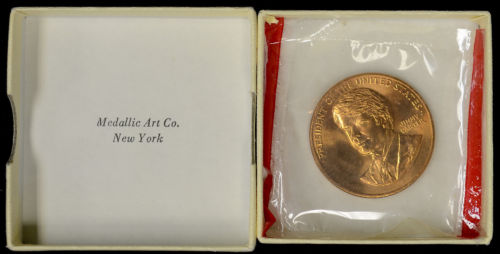 Medallic Art Co.
New York
PRESIDENT OF THE UNITED STATES